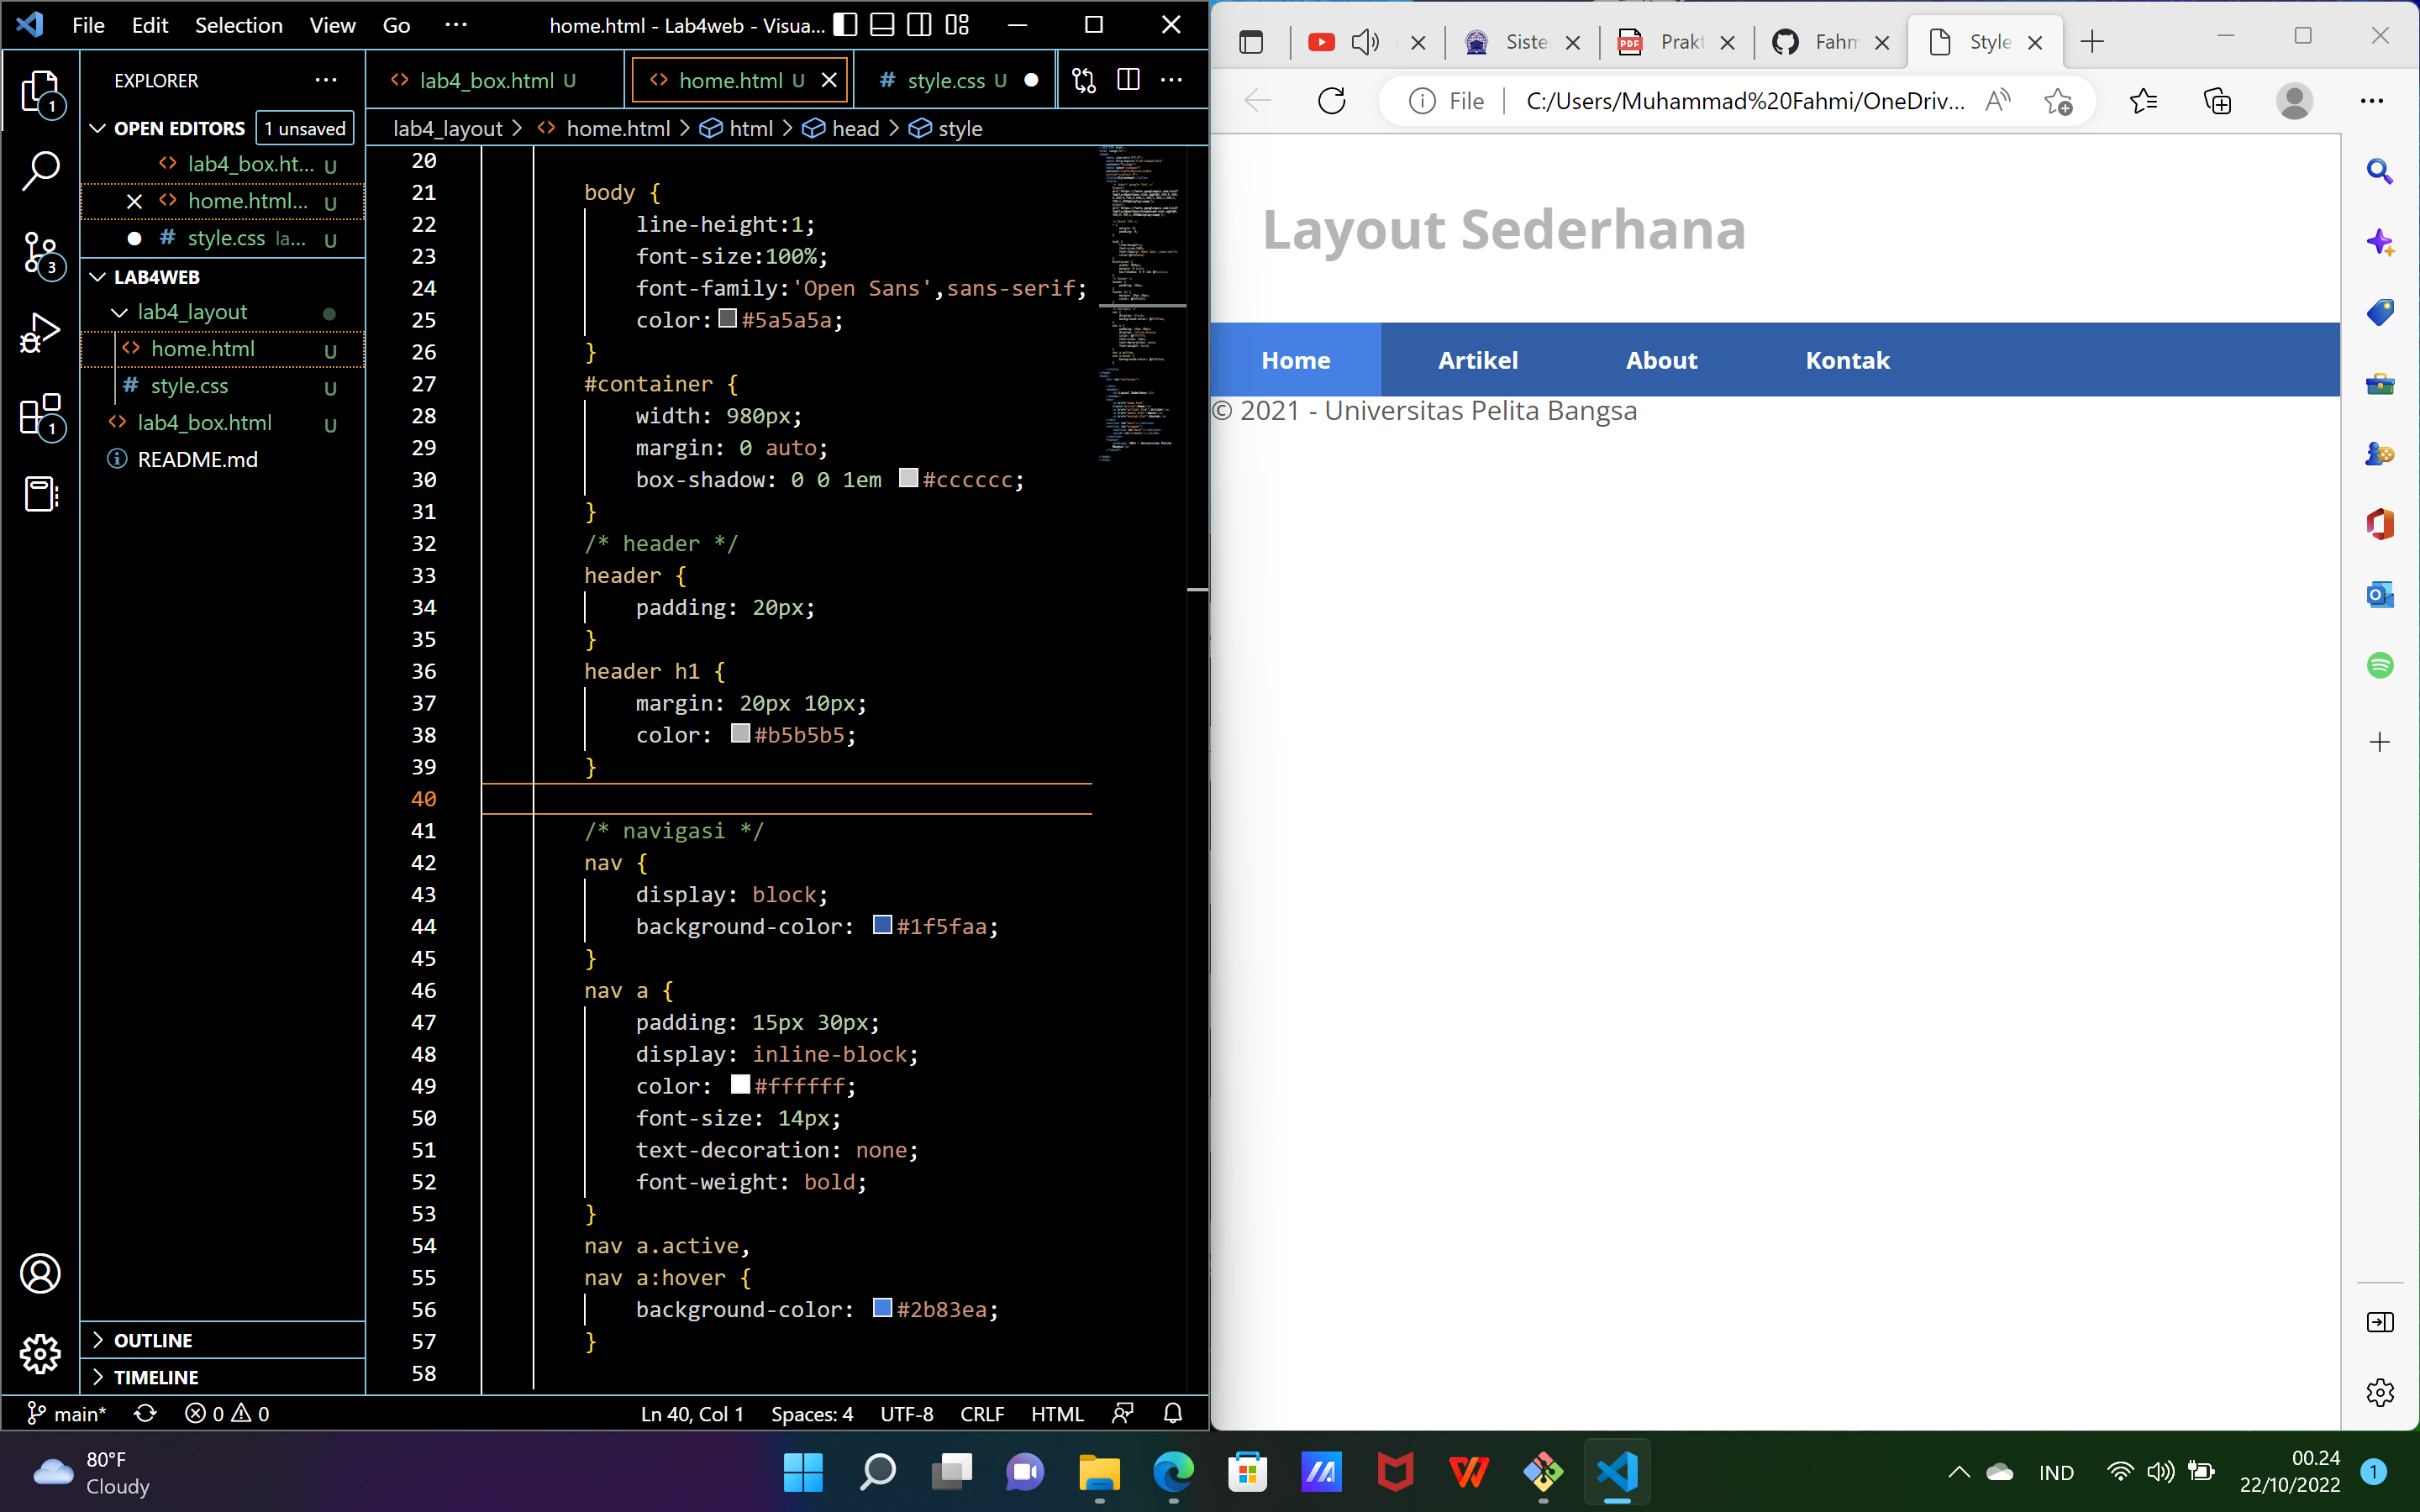 File Edit Selection View Go ... home.html - Lab4web - Visua...
EXPLORER ...
OPEN EDITORS 1 unsaved
lab4_box.ht... U
home.html... U
style.css la... U
LAB4WEB
lab4_layout
home.html U
style.css U
lab4_box.html U
README.md
OUTLINE
TIMELINE
1
3
1
lab4_box.html U home.html U style.css U
lab4_layout > home.html > html > head > style
20
21 body {
22 line-height:1;
23 font-size:100%;
24 font-family:'Open Sans',sans-serif;
25 color:#5a5a5a;
26 }
27 #container {
28 width: 980px;
29 margin: 0 auto;
30 box-shadow: 0 0 1em #cccccc;
31 }
32 /* header */
33 header {
34 padding: 20px;
35 }
36 header h1 {
37 margin: 20px 10px;
38 color: #b5b5b5;
39 }
40
41 /* navigasi */
42 nav {
43 display: block;
44 background-color: #1f5faa;
45 }
46 nav a {
47 padding: 15px 30px;
48 display: inline-block;
49 color: #ffffff;
50 font-size: 14px;
51 text-decoration: none;
52 font-weight: bold;
53 }
54 nav a.active,
55 nav a:hover {
56 background-color: #2b83ea;
57 }
58
main* 0 0 Ln 40, Col 1 Spaces: 4 UTF-8 CRLF HTML
Siste PDF Prakt Fahm Style
File C:/Users/Muhammad%20Fahmi/OneDriv...
Layout Sederhana
Home Artikel About Kontak
© 2021 - Universitas Pelita Bangsa
80°F
Cloudy
IND
00.24
22/10/2022
1